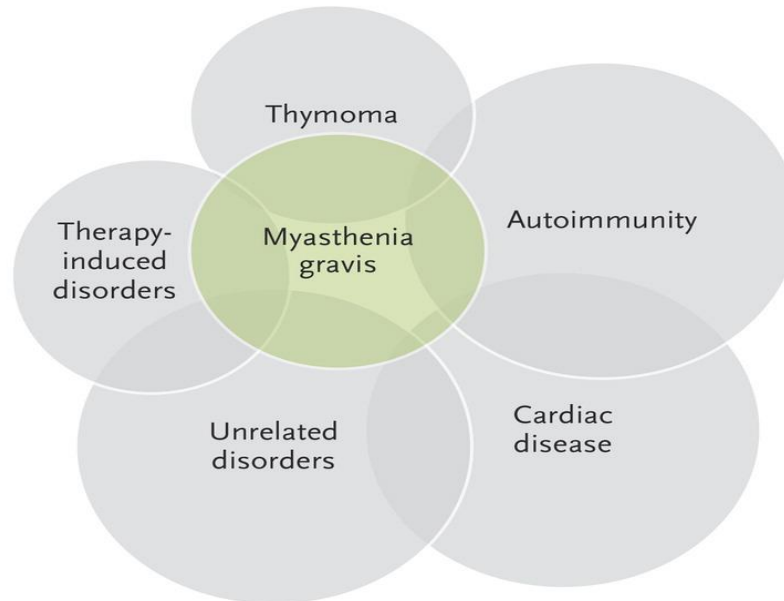 Thymoma
Autoimmunity
Therapy-
induced
disorders
Myasthenia
gravis
Unrelated
disorders
Cardiac
disease